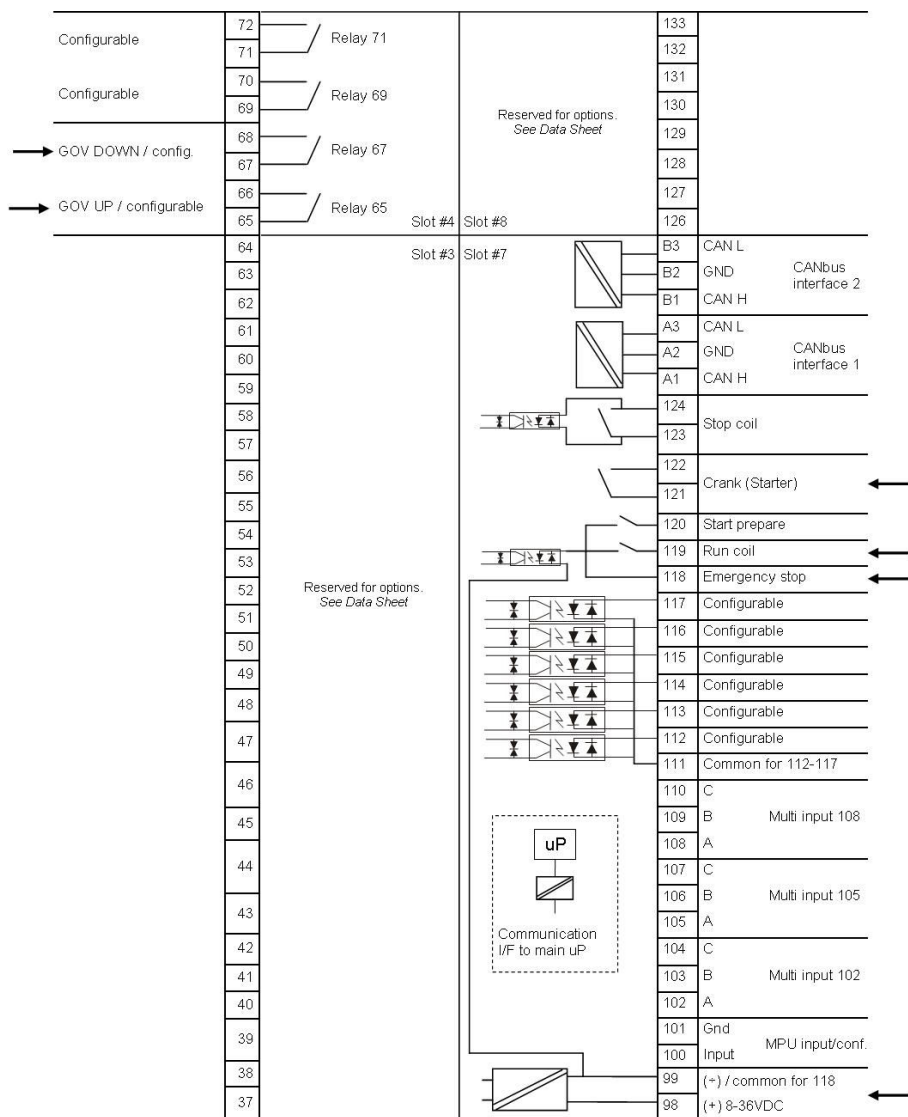 Configurable
72
71
Relay 71
Configurable
70
69
Relay 69
GOV DOWN / config.
68
67
Relay 67
GOV UP / configurable
66
65
Relay 65
Slot #4
Slot #8
Reserved for options.
See Data Sheet
133
132
131
130
129
128
127
126
64
63
62
61
60
59
58
57
56
55
54
53
52
51
50
49
48
47
46
45
44
43
42
41
40
39
38
37
Slot #3
Reserved for options.
See Data Sheet
Slot #7
B3 CAN L
B2 GND
B1 CAN H
CANbus
interface 2
A3 CAN L
A2 GND
A1 CAN H
CANbus
interface 1
124
123
Stop coil
122
121
Crank (Starter)
120 Start prepare
119 Run coil
118 Emergency stop
117 Configurable
116 Configurable
115 Configurable
114 Configurable
113 Configurable
112 Configurable
111 Common for 112-117
110 C
109 B Multi input 108
108 A
107 C
106 B Multi input 105
105 A
104 C
103 B Multi input 102
102 A
101 Gnd
100 Input
MPU input/conf.
99 (÷) / common for 118
98 (+) 8-36VDC
uP
Communication
I/F to main uP